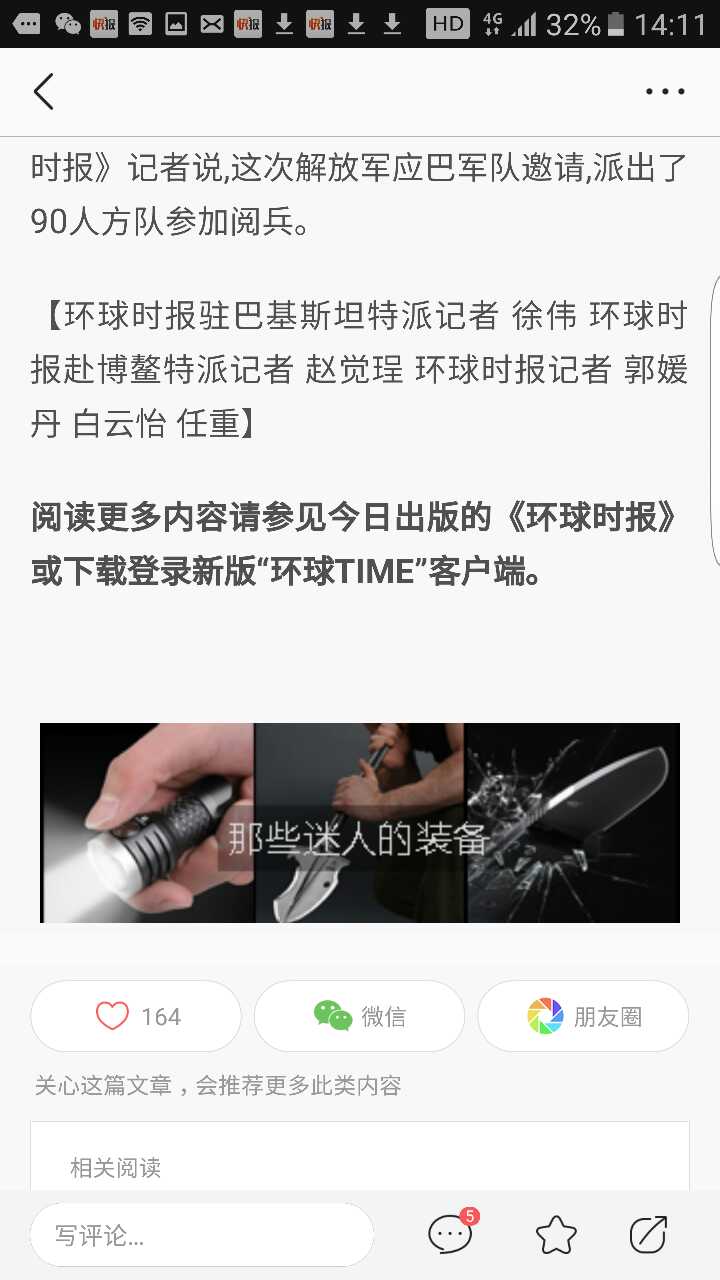 快报
快报
快报
HD
4G
32%
14:11
时报》记者说,这次解放军应巴军队邀请,派出了
90人方队参加阅兵。
【环球时报驻巴基斯坦特派记者 徐伟 环球时
报赴博鳌特派记者 赵觉珵 环球时报记者 郭媛
丹 白云怡 任重】
阅读更多内容请参见今日出版的《环球时报》
或下载登录新版“环球TIME”客户端。
那些迷人的装备
164
微信
朋友圈
关心这篇文章，会推荐更多此类内容
相关阅读
写评论...
5